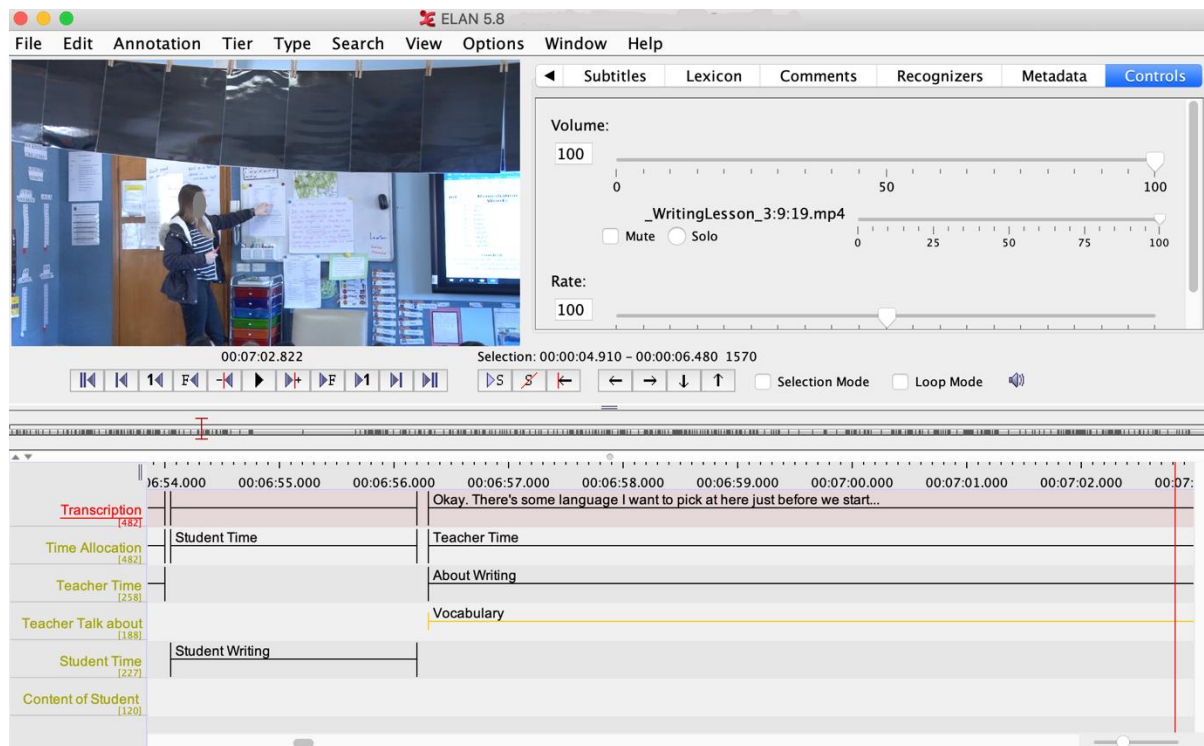 ELAN 5.8
File Edit Annotation Tier Type Search View Options Window Help
Subtitles Lexicon Comments Recognizers Metadata Controls
Volume:
100
0 50 100
_WritingLesson_3:9:19.mp4
Mute Solo
0 25 50 75 100
Rate:
100
00:07:02.822
Selection: 00:00:04.910 – 00:00:06.480 1570
1 F + F 1 S S Selection Mode Loop Mode
06:54.000 00:06:55.000 00:06:56.000 00:06:57.000 00:06:58.000 00:06:59.000 00:07:00.000 00:07:01.000 00:07:02.000 00:07:
Transcription
[482]
Okay. There's some language I want to pick at here just before we start...
Time Allocation
[482]
Student Time Teacher Time
Teacher Time
[258]
About Writing
Teacher Talk about
[188]
Vocabulary
Student Time
[227]
Student Writing
Content of Student
[120]